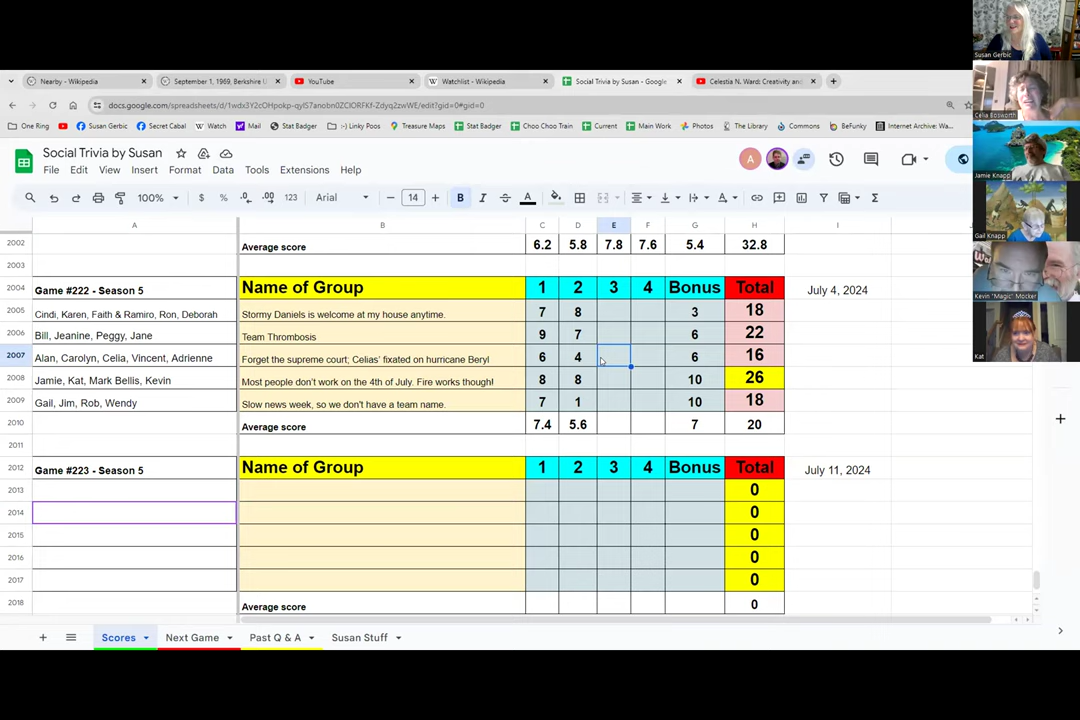 Nearby - Wikipedia
September 1, 1969, Berkshire U
YouTube
Watchlist - Wikipedia
Social Trivia by Susan - Google
Celestia N. Ward: Creativity an
docs.google.com/spreadsheets/d/
One Ring
Susan Gerbic
Secret Cabal
Watch
Mail
Stat Badger
:-) Linky Poos
Treasure Maps
Stat Badger
Choo Choo Train
Current
Main Work
Photos
The Library
Commons
BeFunky
Internet Archive: Wa
Social Trivia by Susan
File Edit View Insert Format Data Tools Extensions Help
A
100% $ % .0 .00 123 Arial 14 B I A
A B C D E F G H I
2002 Average score 6.2 5.8 7.8 7.6 5.4 32.8
2003
2004 Game #222 - Season 5 Name of Group 1 2 3 4 Bonus Total July 4, 2024
2005 Cindi, Karen, Faith & Ramiro, Ron, Deborah Stormy Daniels is welcome at my house anytime. 7 8 3 18
2006 Bill, Jeanine, Peggy, Jane Team Thrombosis 9 7 6 22
2007 Alan, Carolyn, Celia, Vincent, Adrienne Forget the supreme court; Celias' fixated on hurricane Beryl 6 4 6 16
2008 Jamie, Kat, Mark Bellis, Kevin Most people don't work on the 4th of July. Fire works though! 8 8 10 26
2009 Gail, Jim, Rob, Wendy Slow news week, so we don't have a team name. 7 1 10 18
2010 Average score 7.4 5.6 7 20
2011
2012 Game #223 - Season 5 Name of Group 1 2 3 4 Bonus Total July 11, 2024
2013 0
2014 0
2015 0
2016 0
2017 0
2018 Average score 0
Scores Next Game Past Q & A Susan Stuff
Susan Gerbic
Celia Bosworth
Jamie Knapp
Gail Knapp
Kevin "Magic" Mocker
Kat